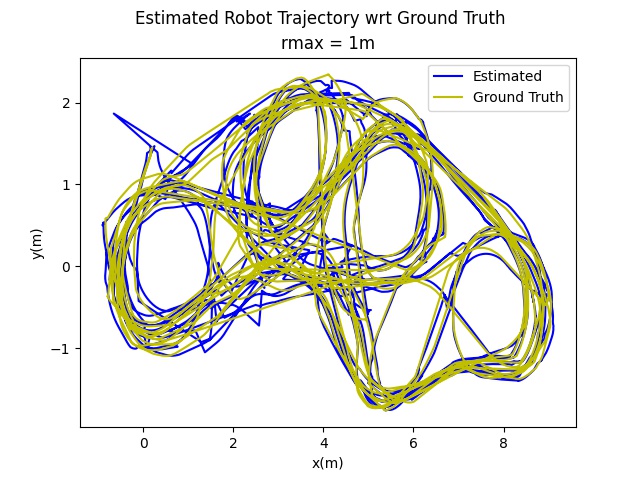 Estimated Robot Trajectory wrt Ground Truth
rmax = 1m
Estimated
Ground Truth
2
1
0
−1
y(m)
0
2
4
6
8
x(m)